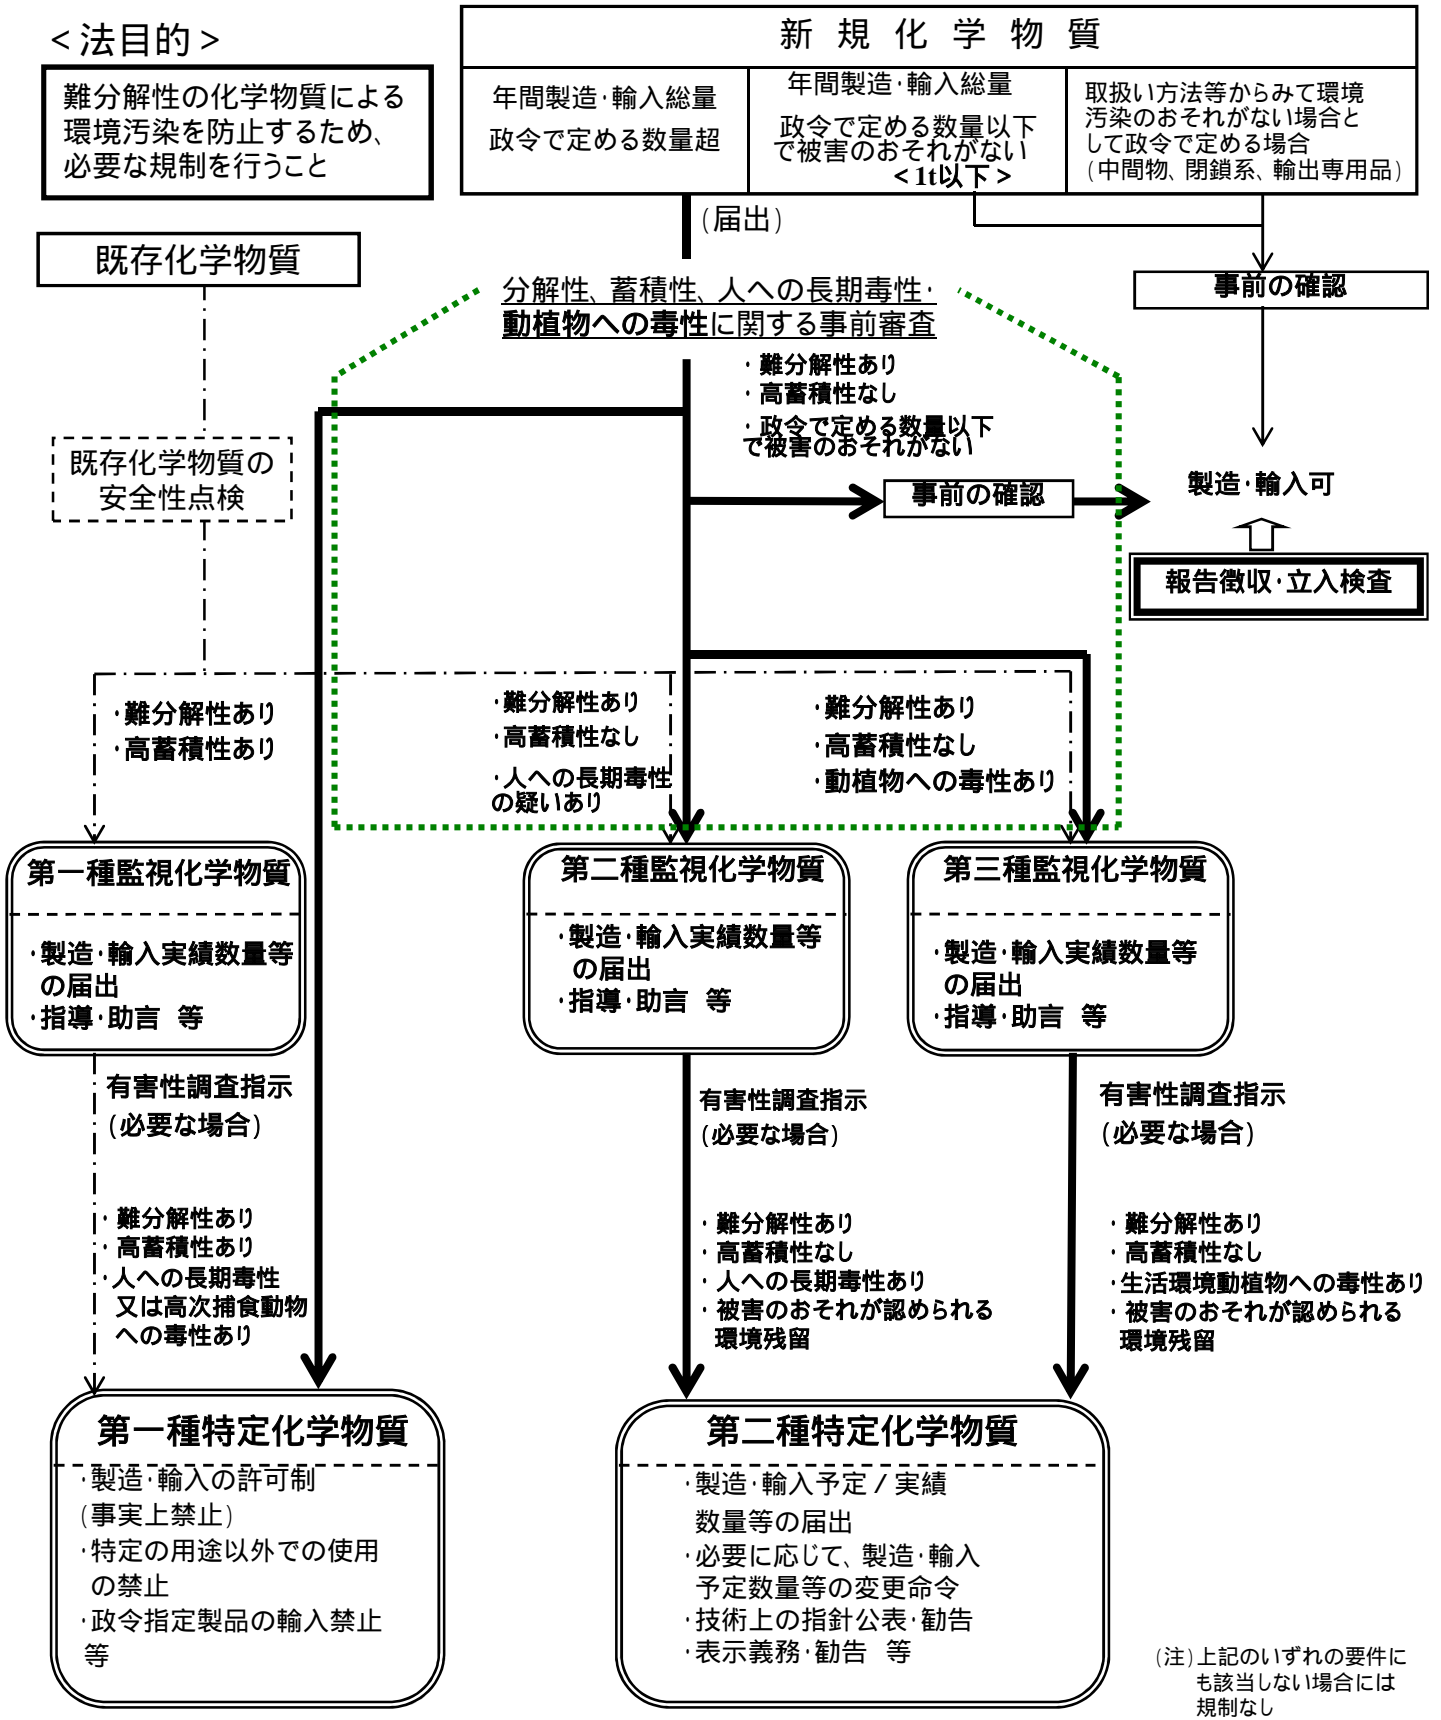 <法目的>
難分解性の化学物質による
環境汚染を防止するため、
必要な規制を行うこと
新規化学物質
年間製造・輸入総量
政令で定める数量超
年間製造・輸入総量
政令で定める数量以下
で被害のおそれがない
<1t以下>
取扱い方法等からみて環境
汚染のおそれがない場合と
して政令で定める場合
(中間物、閉鎖系、輸出専用品)
(届出)
既存化学物質
分解性、蓄積性、人への長期毒性・
動植物への毒性に関する事前審査
事前の確認
・難分解性あり
・高蓄積性なし
・政令で定める数量以下
で被害のおそれがない
既存化学物質の
安全性点検
事前の確認
製造・輸入可
報告徴収・立入検査
・難分解性あり
・高蓄積性あり
・難分解性あり
・高蓄積性なし
・人への長期毒性
の疑いあり
・難分解性あり
・高蓄積性なし
・動植物への毒性あり
第一種監視化学物質
・製造・輸入実績数量等
の届出
・指導・助言 等
第二種監視化学物質
・製造・輸入実績数量等
の届出
・指導・助言 等
第三種監視化学物質
・製造・輸入実績数量等
の届出
・指導・助言 等
有害性調査指示
(必要な場合)
有害性調査指示
(必要な場合)
有害性調査指示
(必要な場合)
・難分解性あり
・高蓄積性あり
・人への長期毒性
又は高次捕食動物
への毒性あり
・難分解性あり
・高蓄積性なし
・人への長期毒性あり
・被害のおそれが認められる
環境残留
・難分解性あり
・高蓄積性なし
・生活環境動植物への毒性あり
・被害のおそれが認められる
環境残留
第一種特定化学物質
・製造・輸入の許可制
(事実上禁止)
・特定の用途以外での使用
の禁止
・政令指定製品の輸入禁止
等
第二種特定化学物質
・製造・輸入予定/実績
数量等の届出
・必要に応じて、製造・輸入
予定数量等の変更命令
・技術上の指針公表・勧告
・表示義務・勧告 等
(注)上記のいずれの要件に
も該当しない場合には
規制なし